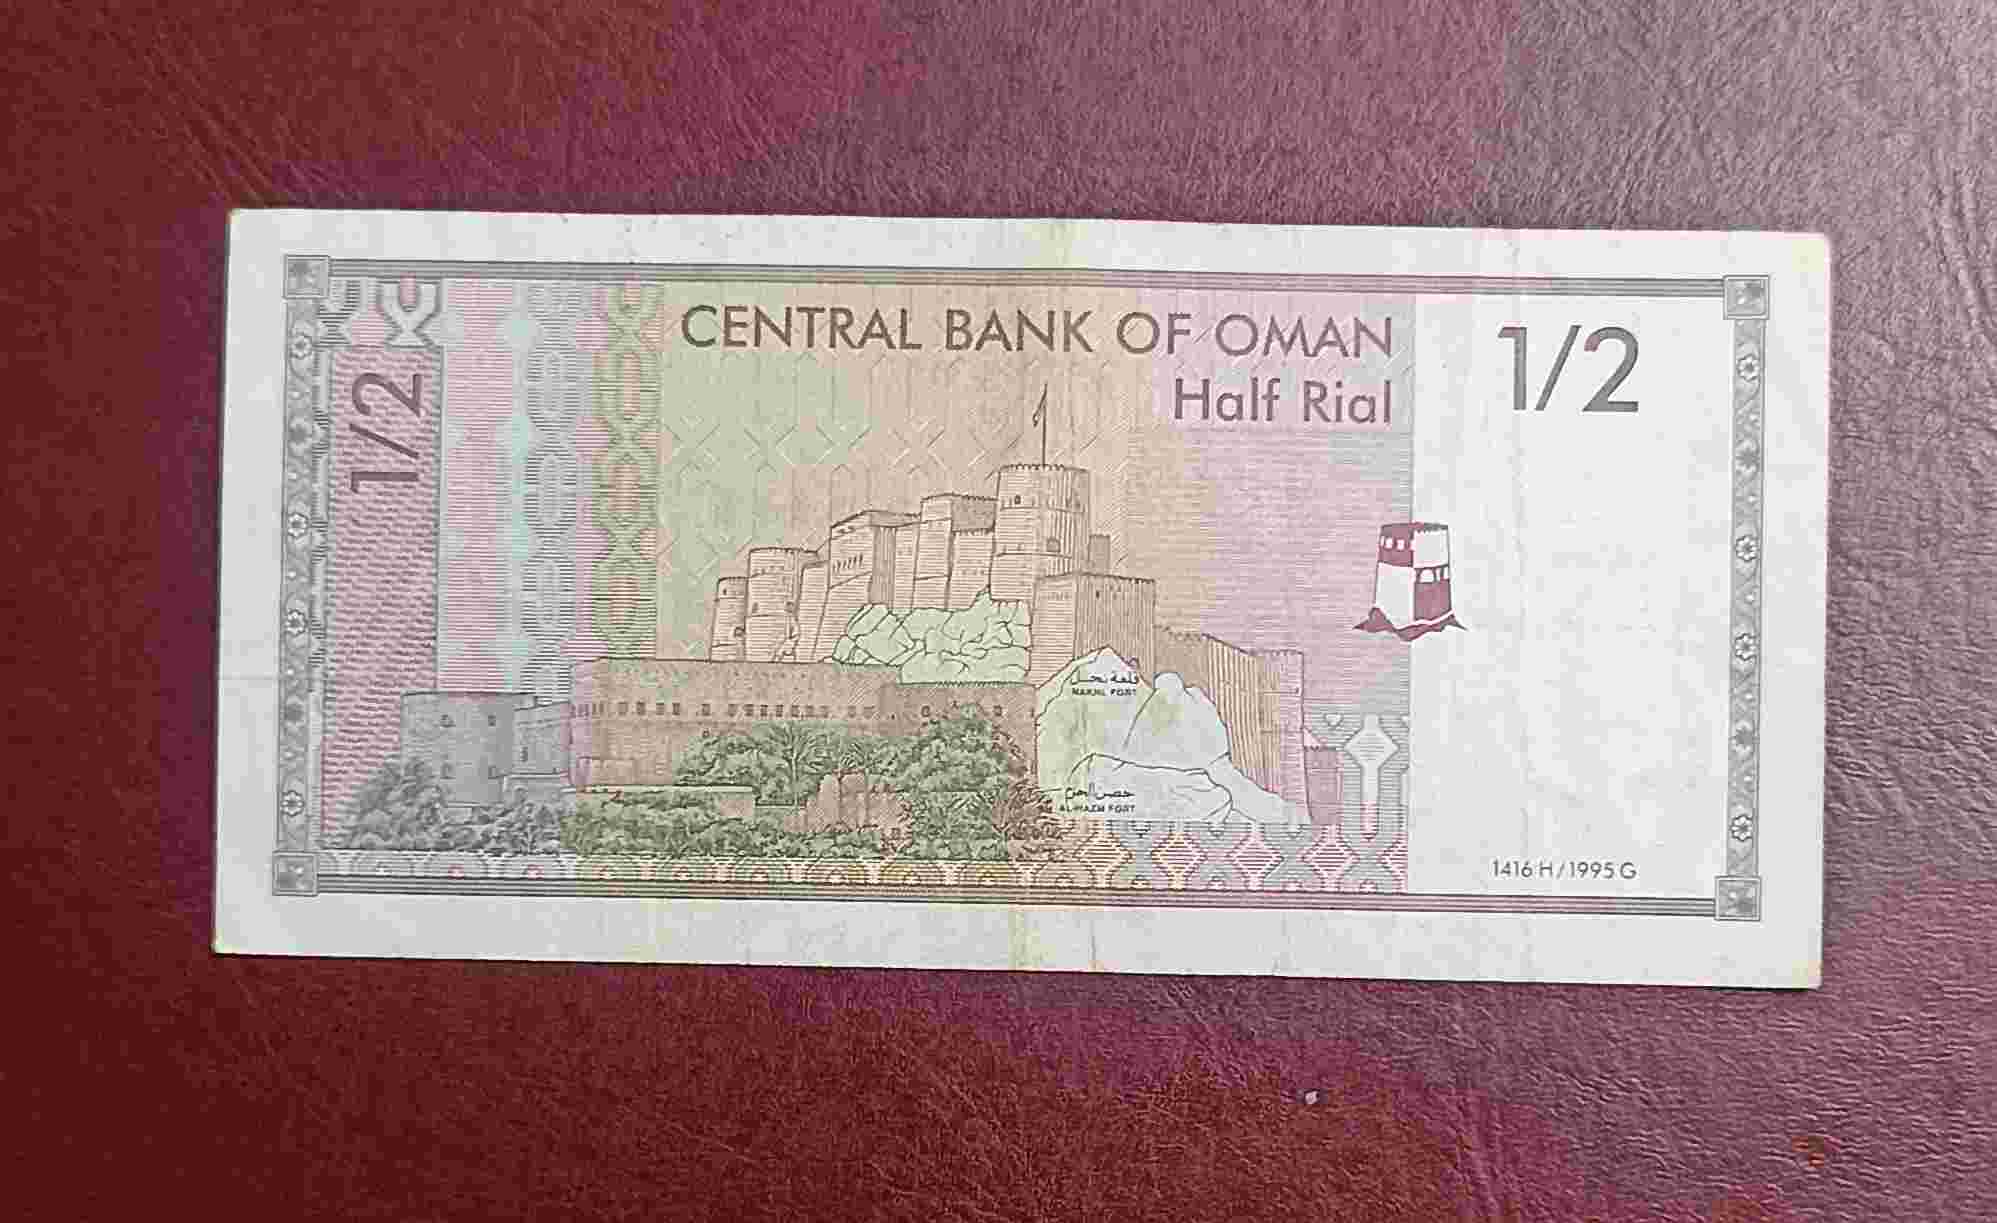 CENTRAL BANK OF OMAN
Half Rial
1/2
1/2
قلعة نخل
NAKHL FORT
حصن الحزم
AL-HAZM FORT
1416 H / 1995 G